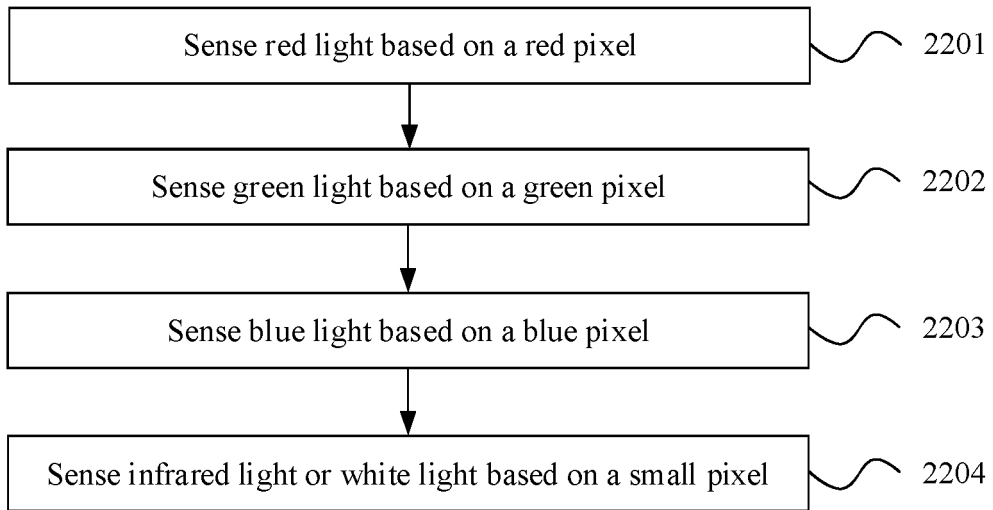 Sense red light based on a red pixel
2201
Sense green light based on a green pixel
2202
Sense blue light based on a blue pixel
2203
Sense infrared light or white light based on a small pixel
2204